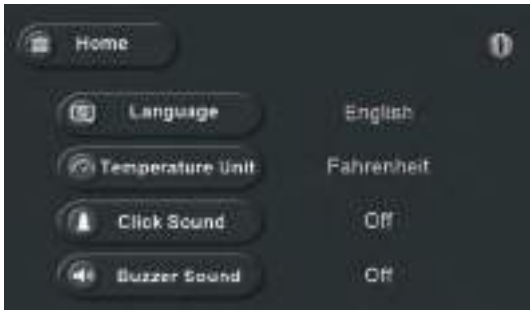 Home
Language English
Temperature Unit Fahrenheit
Click Sound Off
Buzzer Sound Off